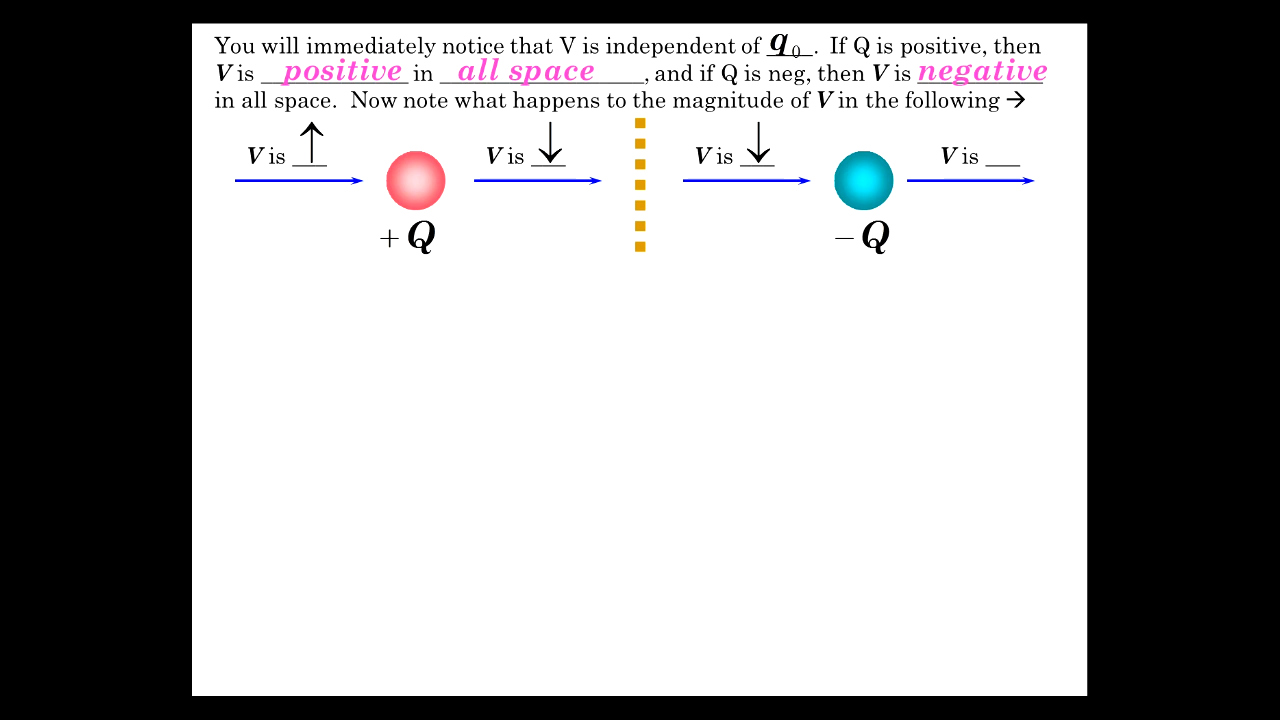 You will immediately notice that V is independent of q₀. If Q is positive, then
V is positive in all space, and if Q is neg, then V is negative
in all space. Now note what happens to the magnitude of V in the following →
V is ↑ V is ↓ V is ↓ V is ___
+Q −Q